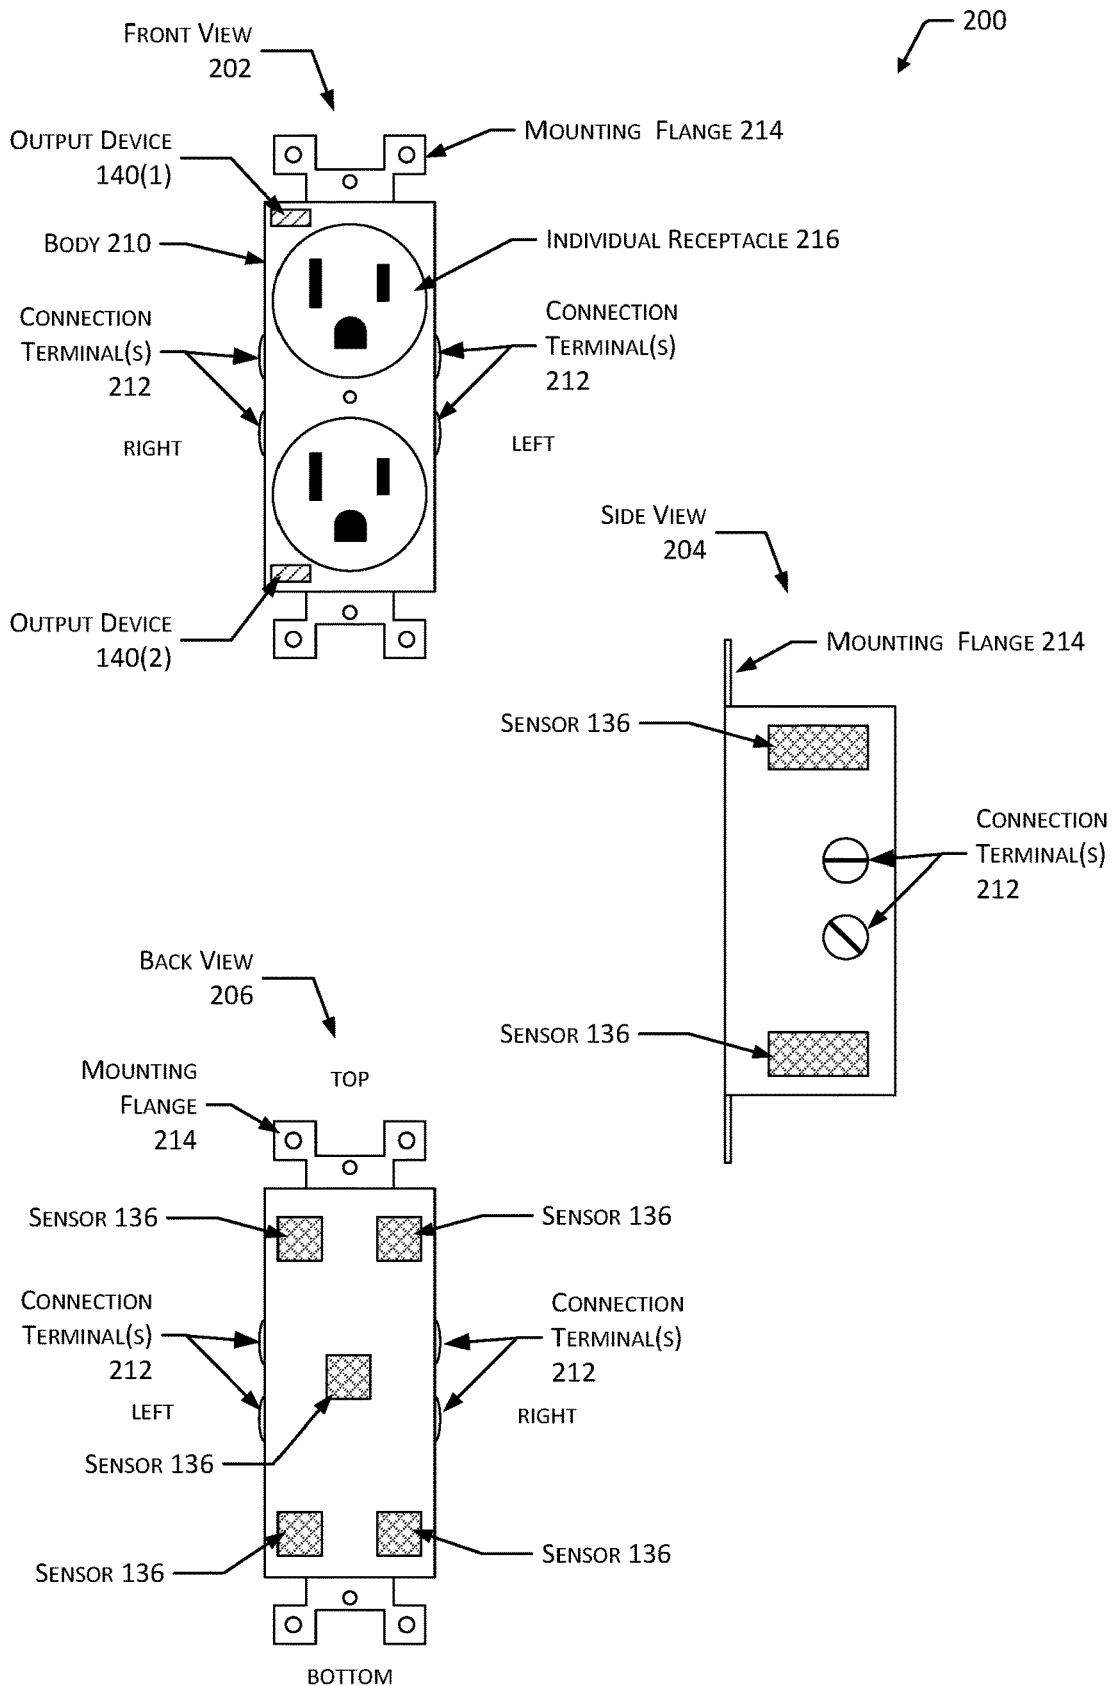 200
FRONT VIEW
202
OUTPUT DEVICE
140(1)
MOUNTING FLANGE 214
BODY 210
INDIVIDUAL RECEPTACLE 216
CONNECTION
TERMINAL(S)
212
CONNECTION
TERMINAL(S)
212
RIGHT
LEFT
OUTPUT DEVICE
140(2)
SIDE VIEW
204
MOUNTING FLANGE 214
SENSOR 136
CONNECTION
TERMINAL(S)
212
SENSOR 136
BACK VIEW
206
TOP
MOUNTING
FLANGE
214
SENSOR 136
SENSOR 136
CONNECTION
TERMINAL(S)
212
CONNECTION
TERMINAL(S)
212
LEFT
RIGHT
SENSOR 136
SENSOR 136
SENSOR 136
BOTTOM